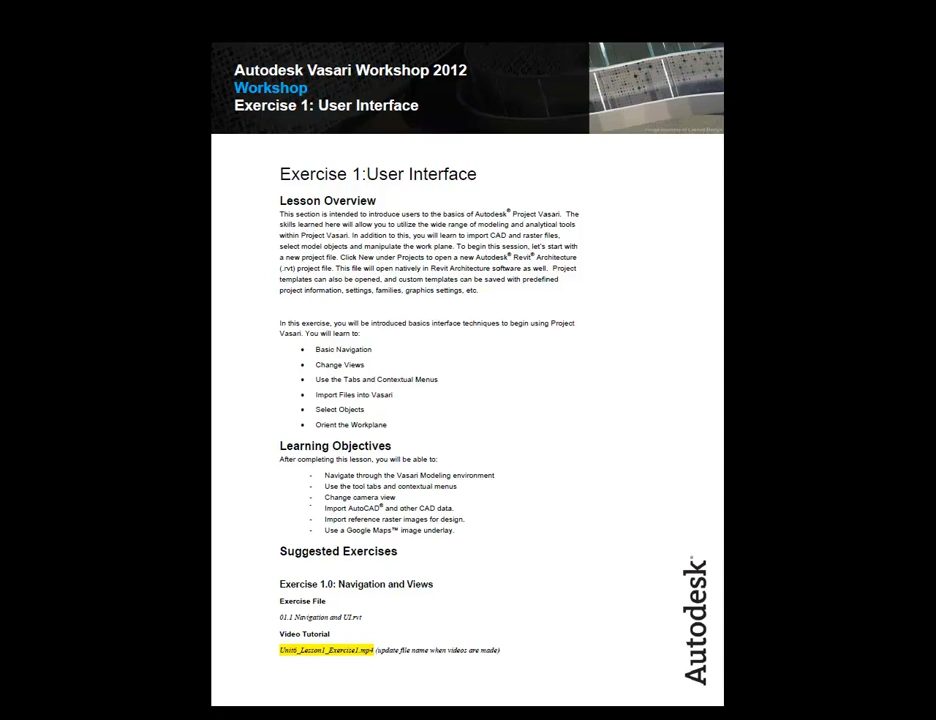 Autodesk Vasari Workshop 2012
Workshop
Exercise 1: User Interface
Exercise 1:User Interface
Lesson Overview
This section is intended to introduce users to the basics of Autodesk® Project Vasari. The
skills learned here will allow you to utilize the wide range of modeling and analytical tools
within Project Vasari. In addition to this, you will learn to import CAD and raster files,
select model objects and manipulate the work plane. To begin this session, let's start with
a new project file. Click New under Projects to open a new Autodesk® Revit® Architecture
(.rvt) project file. This file will open natively in Revit Architecture software as well. Project
templates can also be opened, and custom templates can be saved with predefined
project information, settings, families, graphics settings, etc.
In this exercise, you will be introduced basics interface techniques to begin using Project
Vasari. You will learn to:
• Basic Navigation
• Change Views
• Use the Tabs and Contextual Menus
• Import Files into Vasari
• Select Objects
• Orient the Workplane
Learning Objectives
After completing this lesson, you will be able to:
- Navigate through the Vasari Modeling environment
- Use the tool tabs and contextual menus
- Change camera view
- Import AutoCAD® and other CAD data.
- Import reference raster images for design.
- Use a Google Maps™ image underlay.
Suggested Exercises
Exercise 1.0: Navigation and Views
Exercise File
01.1 Navigation and UI.rvt
Video Tutorial
Unit6_Lesson1_Exercise1.mp4 (update file name when videos are made)
Autodesk®